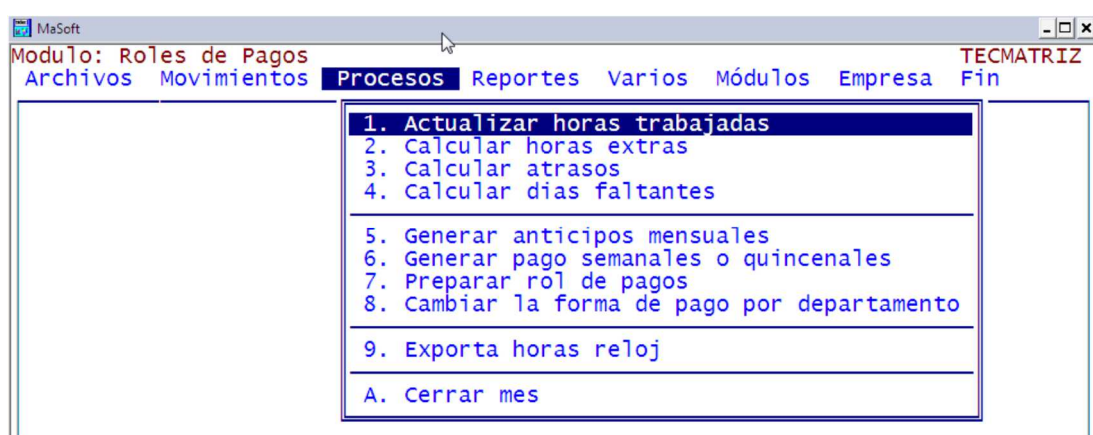 MaSoft
Modulo: Roles de Pagos TECMATRIZ
Archivos Movimientos Procesos Reportes Varios Módulos Empresa Fin
1. Actualizar horas trabajadas
2. Calcular horas extras
3. Calcular atrasos
4. Calcular dias faltantes
5. Generar anticipos mensuales
6. Generar pago semanales o quincenales
7. Preparar rol de pagos
8. Cambiar la forma de pago por departamento
9. Exporta horas reloj
A. Cerrar mes